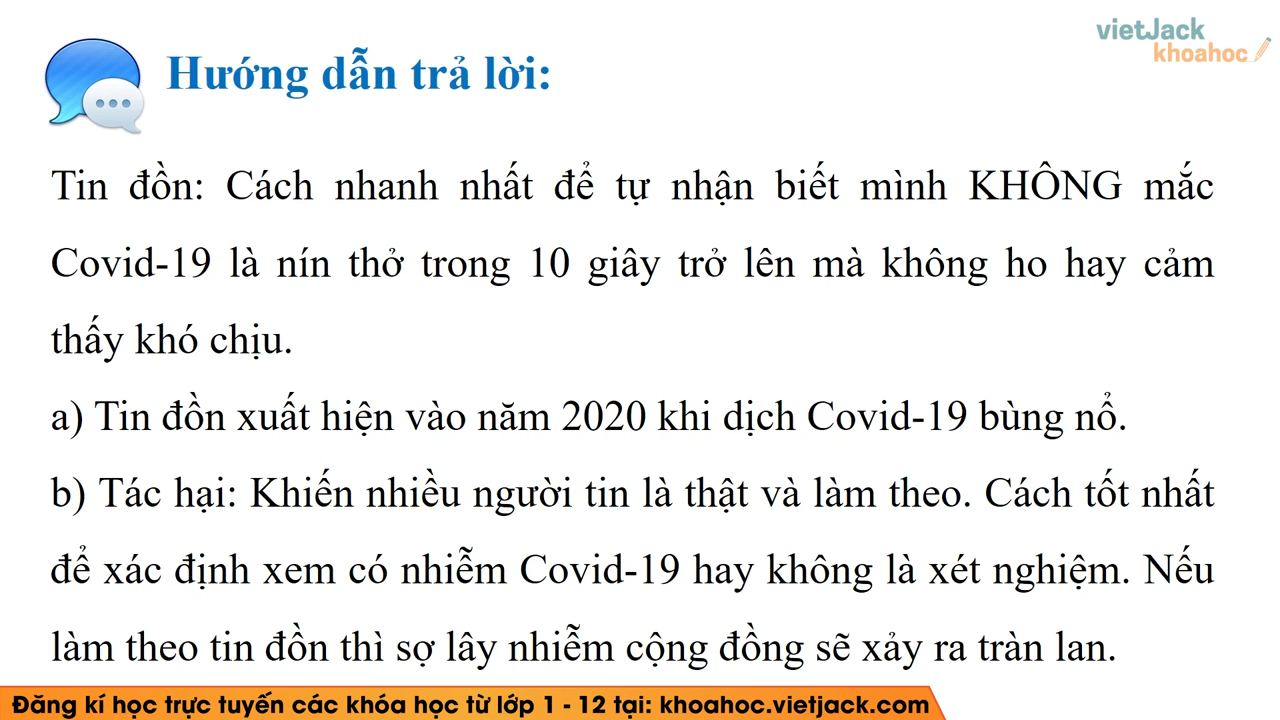 vietJack
khoahoc
Hướng dẫn trả lời:
Tin đồn: Cách nhanh nhất để tự nhận biết mình KHÔNG mắc
Covid-19 là nín thở trong 10 giây trở lên mà không ho hay cảm
thấy khó chịu.
a) Tin đồn xuất hiện vào năm 2020 khi dịch Covid-19 bùng nổ.
b) Tác hại: Khiến nhiều người tin là thật và làm theo. Cách tốt nhất
để xác định xem có nhiễm Covid-19 hay không là xét nghiệm. Nếu
làm theo tin đồn thì sợ lây nhiễm cộng đồng sẽ xảy ra tràn lan.
Đăng kí học trực tuyến các khóa học từ lớp 1 - 12 tại: khoahoc.vietjack.com